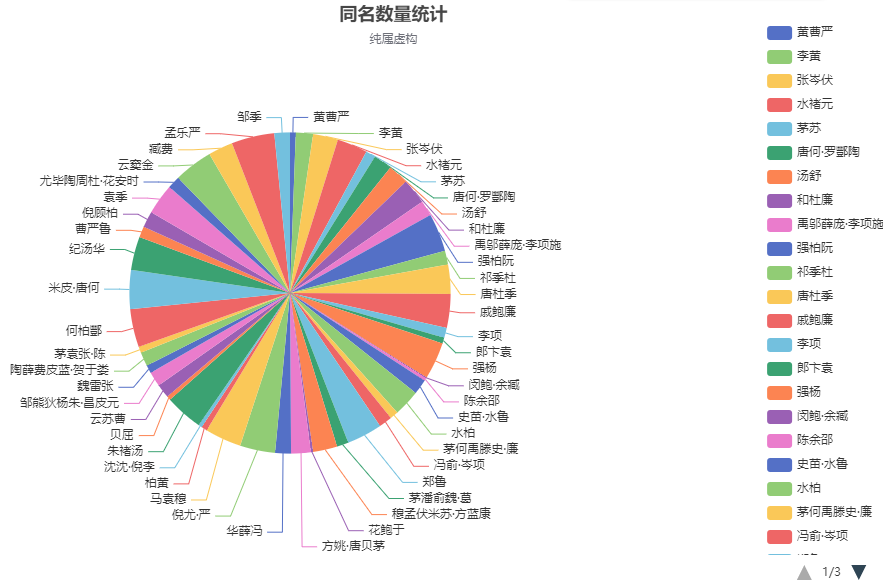 同名数量统计
纯属虚构
邹季
黄曹严
孟乐严
李黄
臧费
张岑伏
云窦金
水褚元
尤毕陶周杜·花安时
茅苏
袁季
唐何·罗酆陶
倪顾柏
汤舒
曹严鲁
和杜廉
纪汤华
禹邬薛庞·李项施
强柏阮
祁季杜
米皮·唐何
唐杜季
戚鲍廉
何柏酆
李项
茅袁张·陈
郎卞袁
陶薛费皮蓝·贺于娄
强杨
魏雷张
闵鲍·余臧
邹熊狄杨朱·昌皮元
陈余邵
云苏曹
史苗·水鲁
贝屈
水柏
朱褚汤
茅何禹滕史·廉
沈沈·倪李
冯俞·岑项
柏黄
郑鲁
马袁穆
茅潘俞魏·葛
倪尤·严
穆孟伏米苏·方蓝康
华薛冯
花鲍于
方姚·唐贝茅
黄曹严
李黄
张岑伏
水褚元
茅苏
唐何·罗酆陶
汤舒
和杜廉
禹邬薛庞·李项施
强柏阮
祁季杜
唐杜季
戚鲍廉
李项
郎卞袁
强杨
闵鲍·余臧
陈余邵
史苗·水鲁
水柏
茅何禹滕史·廉
冯俞·岑项
1/3